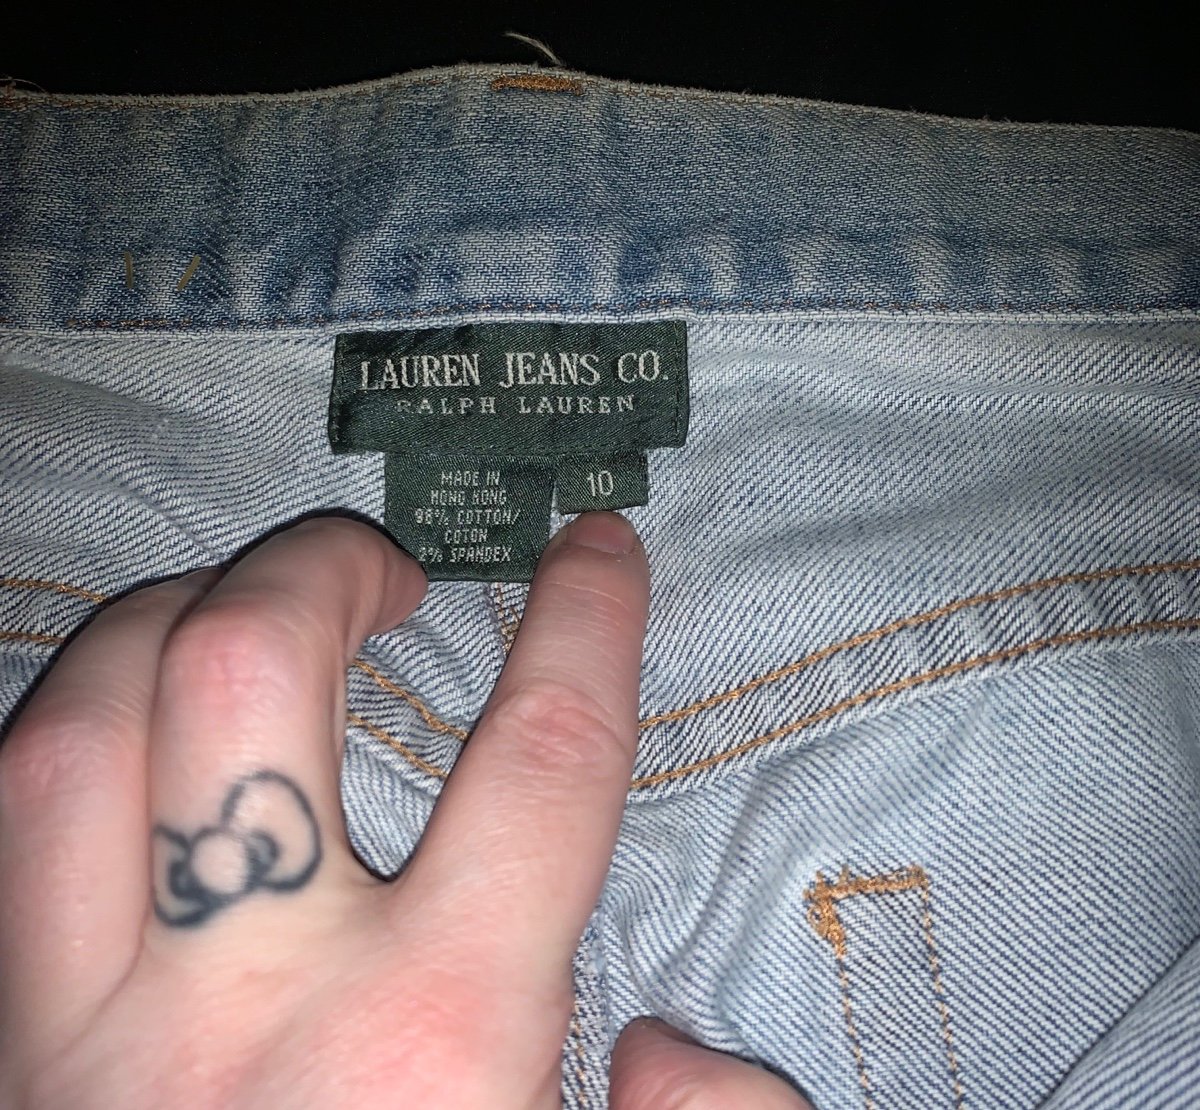 LAUREN JEANS CO.
RALPH LAUREN
MADE IN
HONG KONG
98% COTTON/
COTON
2% SPANDEX
10